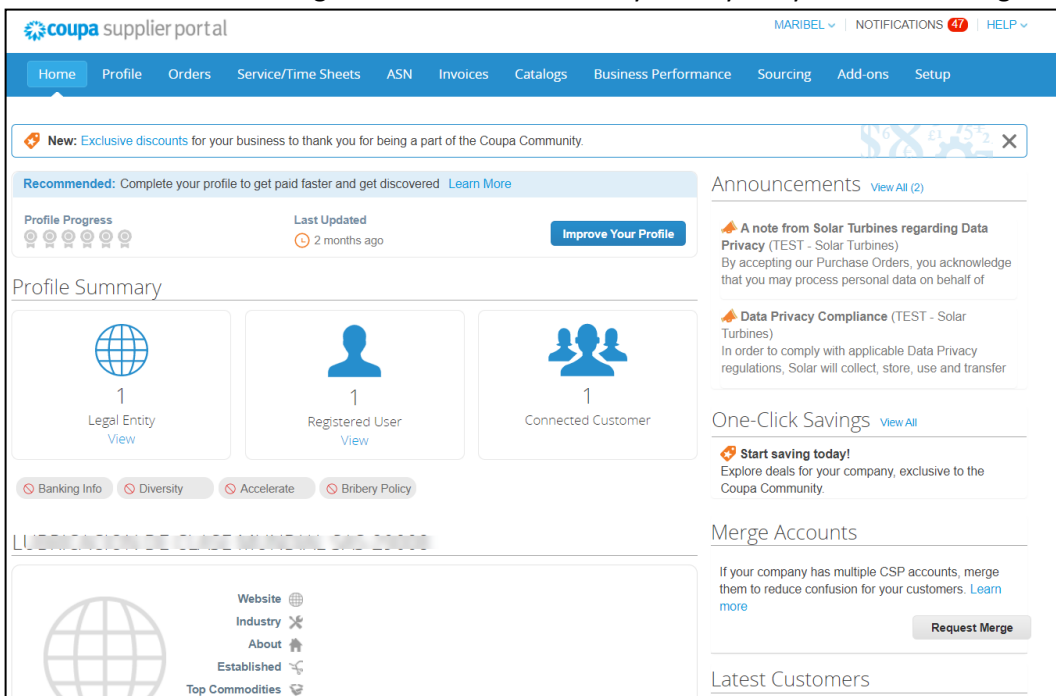 coupa supplier portal
MARIBEL NOTIFICATIONS 47 HELP
Home Profile Orders Service/Time Sheets ASN Invoices Catalogs Business Performance Sourcing Add-ons Setup
New: Exclusive discounts for your business to thank you for being a part of the Coupa Community.
Recommended: Complete your profile to get paid faster and get discovered Learn More
Profile Progress
Last Updated
2 months ago
Improve Your Profile
Profile Summary
1
Legal Entity
View
1
Registered User
View
1
Connected Customer
Banking Info Diversity Accelerate Bribery Policy
Website
Industry
About
Established
Top Commodities
Announcements View All (2)
A note from Solar Turbines regarding Data
Privacy (TEST - Solar Turbines)
By accepting our Purchase Orders, you acknowledge
that you may process personal data on behalf of
Data Privacy Compliance (TEST - Solar
Turbines)
In order to comply with applicable Data Privacy
regulations, Solar will collect, store, use and transfer
One-Click Savings View All
Start saving today!
Explore deals for your company, exclusive to the
Coupa Community.
Merge Accounts
If your company has multiple CSP accounts, merge
them to reduce confusion for your customers. Learn
more
Request Merge
Latest Customers